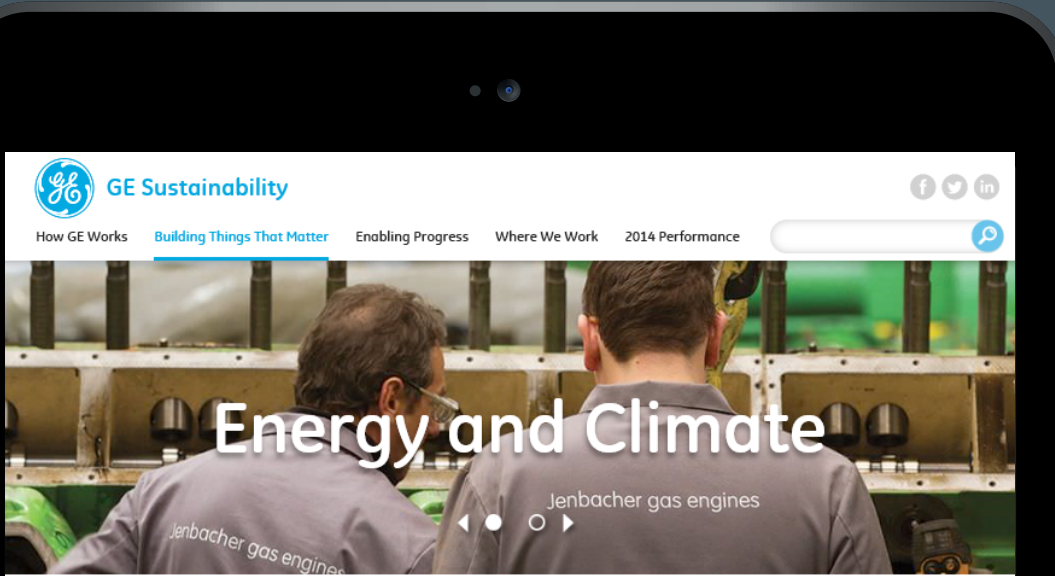 GE
GE Sustainability
How GE Works Building Things That Matter Enabling Progress Where We Work 2014 Performance
Energy and Climate
Jenbacher gas engines
Jenbacher gas engines